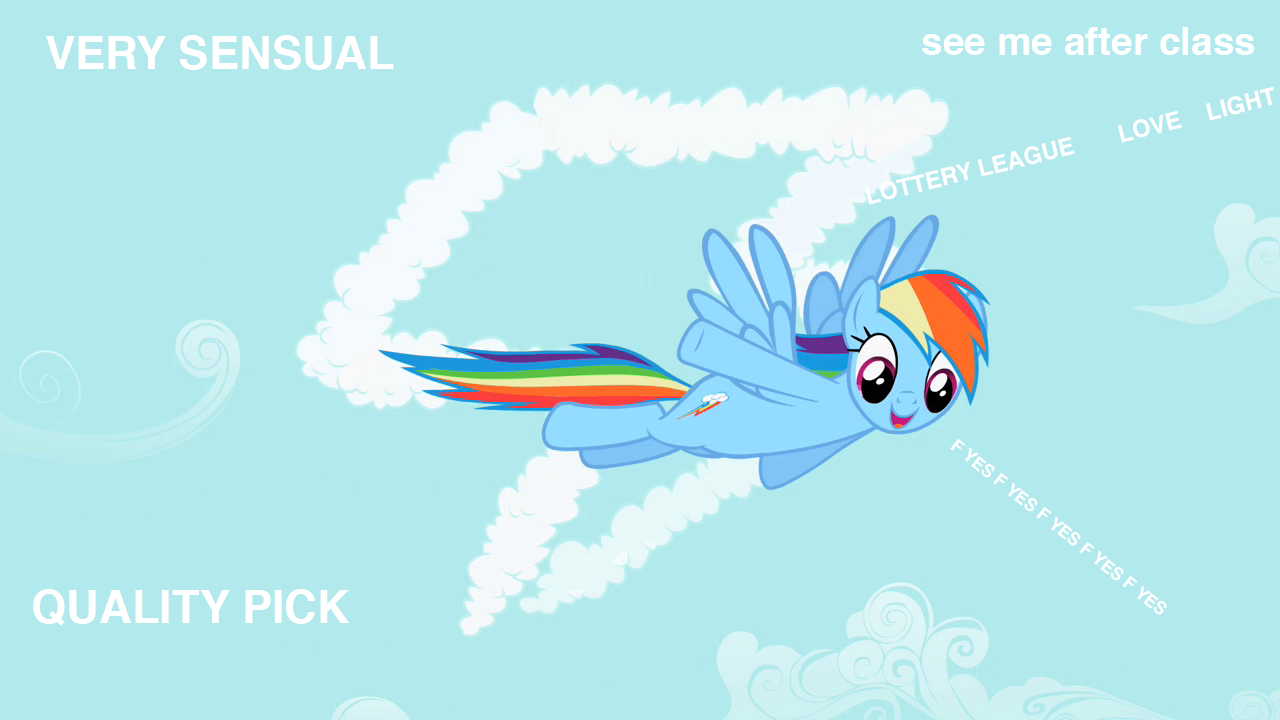 VERY SENSUAL
see me after class
LOTTERY LEAGUE LOVE LIGHT
F YES F YES F YES F YES F YES
QUALITY PICK